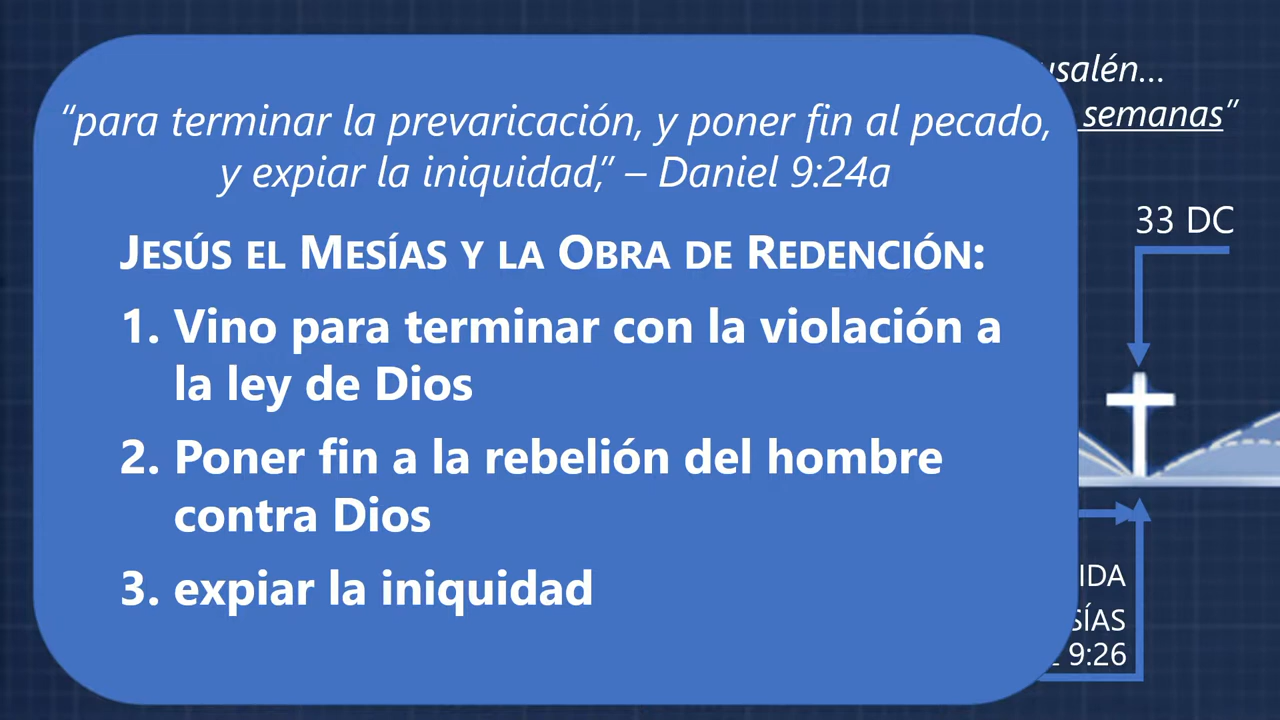 “para terminar la prevaricación, y poner fin al pecado,
y expiar la iniquidad,” – Daniel 9:24a
JESÚS EL MESÍAS Y LA OBRA DE REDENCIÓN:
1. Vino para terminar con la violación a
la ley de Dios
2. Poner fin a la rebelión del hombre
contra Dios
3. expiar la iniquidad
usalén...
semanas”
33 DC
IDA
SÍAS
9:26